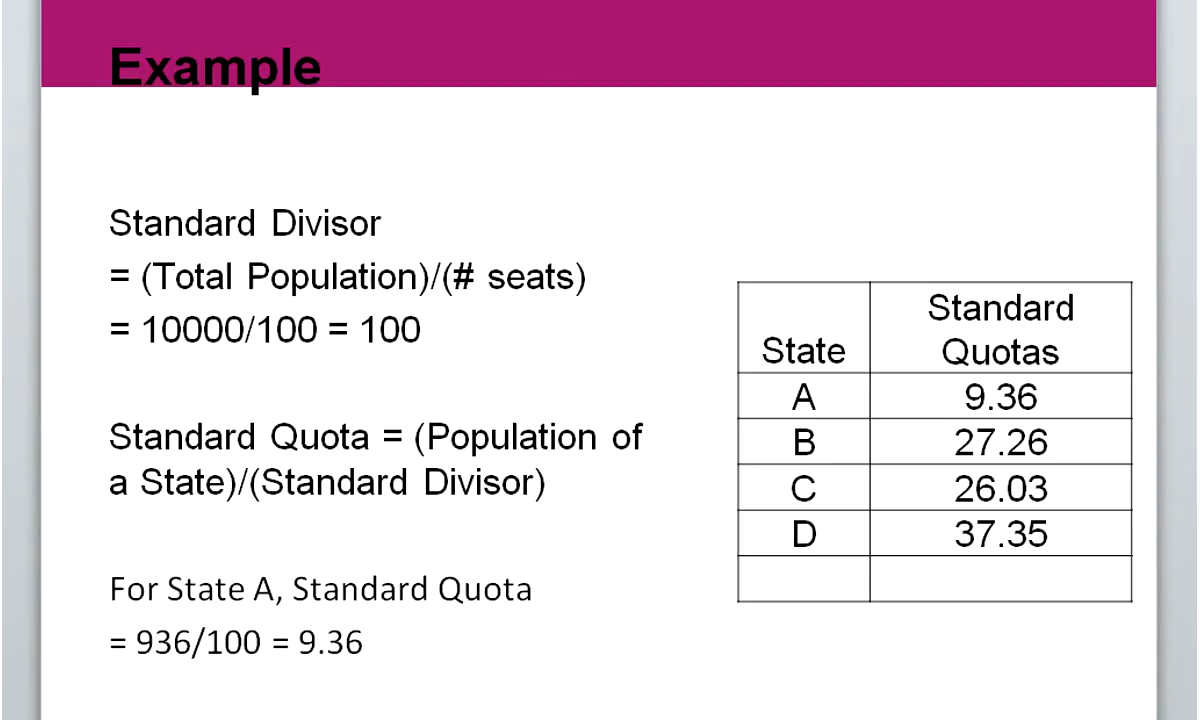 Example
Standard Divisor
= (Total Population)/(# seats)
= 10000/100 = 100
Standard Quota = (Population of
a State)/(Standard Divisor)
For State A, Standard Quota
= 936/100 = 9.36
State Standard
Quotas
A 9.36
B 27.26
C 26.03
D 37.35